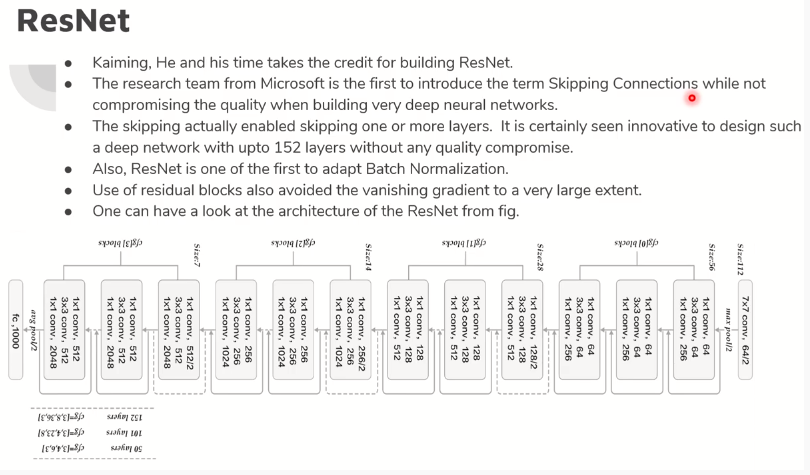 ResNet
● Kaiming, He and his time takes the credit for building ResNet.
● The research team from Microsoft is the first to introduce the term Skipping Connections while not
compromising the quality when building very deep neural networks.
● The skipping actually enabled skipping one or more layers. It is certainly seen innovative to design such
a deep network with upto 152 layers without any quality compromise.
● Also, ResNet is one of the first to adapt Batch Normalization.
● Use of residual blocks also avoided the vanishing gradient to a very large extent.
● One can have a look at the architecture of the ResNet from fig.
cfg[3] blocks
Size:7
cfg[2] blocks
Size:14
cfg[1] blocks
Size:28
cfg[0] blocks
Size:56
Size:112
fc ,1000
avg pool/2
1x1 conv, 512
3x3 conv, 512
1x1 conv, 2048
1x1 conv, 512
3x3 conv, 512
1x1 conv, 2048
1x1 conv, 512/2
3x3 conv, 512
1x1 conv, 2048
1x1 conv, 256
3x3 conv, 256
1x1 conv, 1024
1x1 conv, 256
3x3 conv, 256
1x1 conv, 1024
1x1 conv, 256/2
3x3 conv, 256
1x1 conv, 1024
1x1 conv, 128
3x3 conv, 128
1x1 conv, 512
1x1 conv, 128
3x3 conv, 128
1x1 conv, 512
1x1 conv, 128/2
3x3 conv, 128
1x1 conv, 512
1x1 conv, 64
3x3 conv, 64
1x1 conv, 256
1x1 conv, 64
3x3 conv, 64
1x1 conv, 256
1x1 conv, 64
3x3 conv, 64
1x1 conv, 256
max pool/2
7x7 conv, 64/2
50 layers cfg=[3,4,6,3]
101 layers cfg=[3,4,23,8]
152 layers cfg=[3,8,36,3]